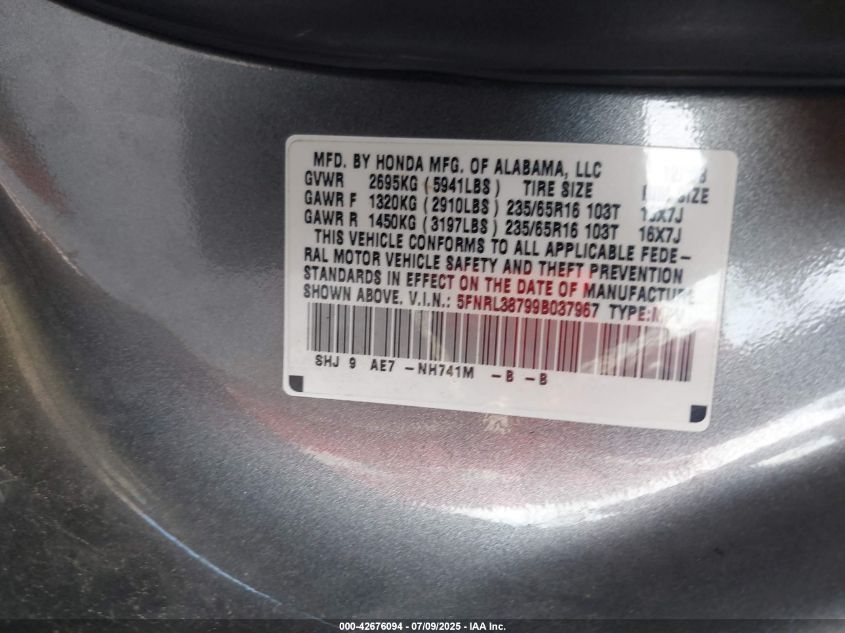 MFD. BY HONDA MFG. OF ALABAMA, LLC
GVWR 2695KG (5941LBS) TIRE SIZE SIZE
GAWR F 1320KG (2910LBS) 235/65R16 103T 16X7J
GAWR R 1450KG (3197LBS) 235/65R16 103T 16X7J
THIS VEHICLE CONFORMS TO ALL APPLICABLE FEDE-
RAL MOTOR VEHICLE SAFETY AND THEFT PREVENTION
STANDARDS IN EFFECT ON THE DATE OF MANUFACTURE
SHOWN ABOVE. V.I.N.: 5FNRL38799B037967 TYPE:
SHJ 9 AE7 -NH741M -B -B
000-42676094 / 07/09/2025 - IAA Inc.